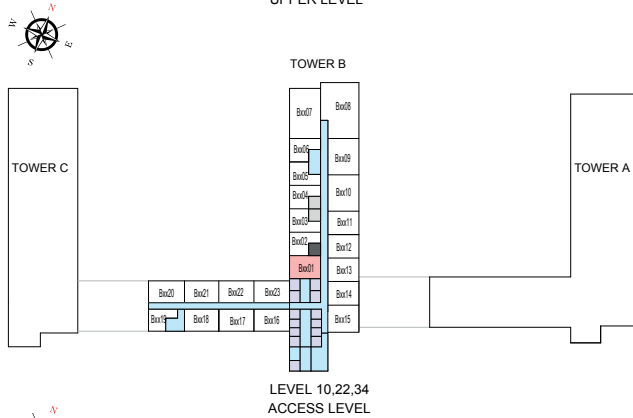 UPPER LEVEL
N
W
E
S
TOWER B
TOWER C
TOWER A
Bxx07
Bxx08
Bxx06
Bxx09
Bxx05
Bxx04
Bxx10
Bxx03
Bxx11
Bxx02
Bxx12
Bxx01
Bxx13
Bxx20
Bxx21
Bxx22
Bxx23
Bxx14
Bxx19
Bxx18
Bxx17
Bxx16
Bxx15
LEVEL 10,22,34
ACCESS LEVEL
N